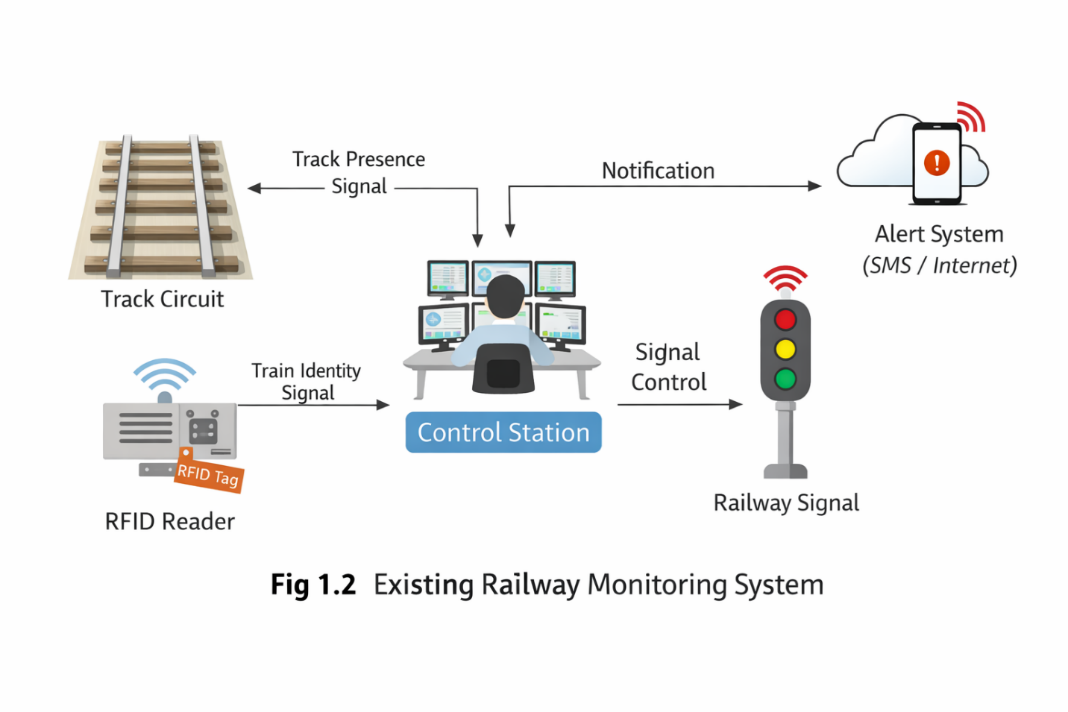 Track Presence
Signal
Notification
Track Circuit
Alert System
(SMS / Internet)
Train Identity
Signal
Signal
Control
RFID Tag
Control Station
RFID Reader
Railway Signal
Fig 1.2 Existing Railway Monitoring System